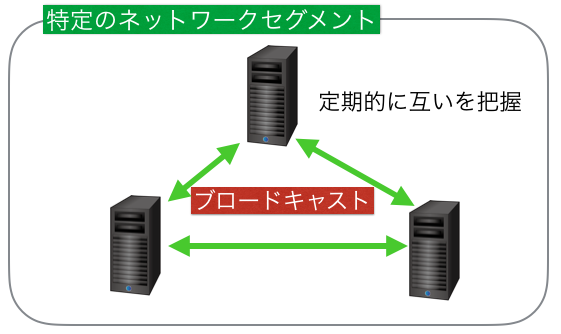 特定のネットワークセグメント
定期的に互いを把握
ブロードキャスト